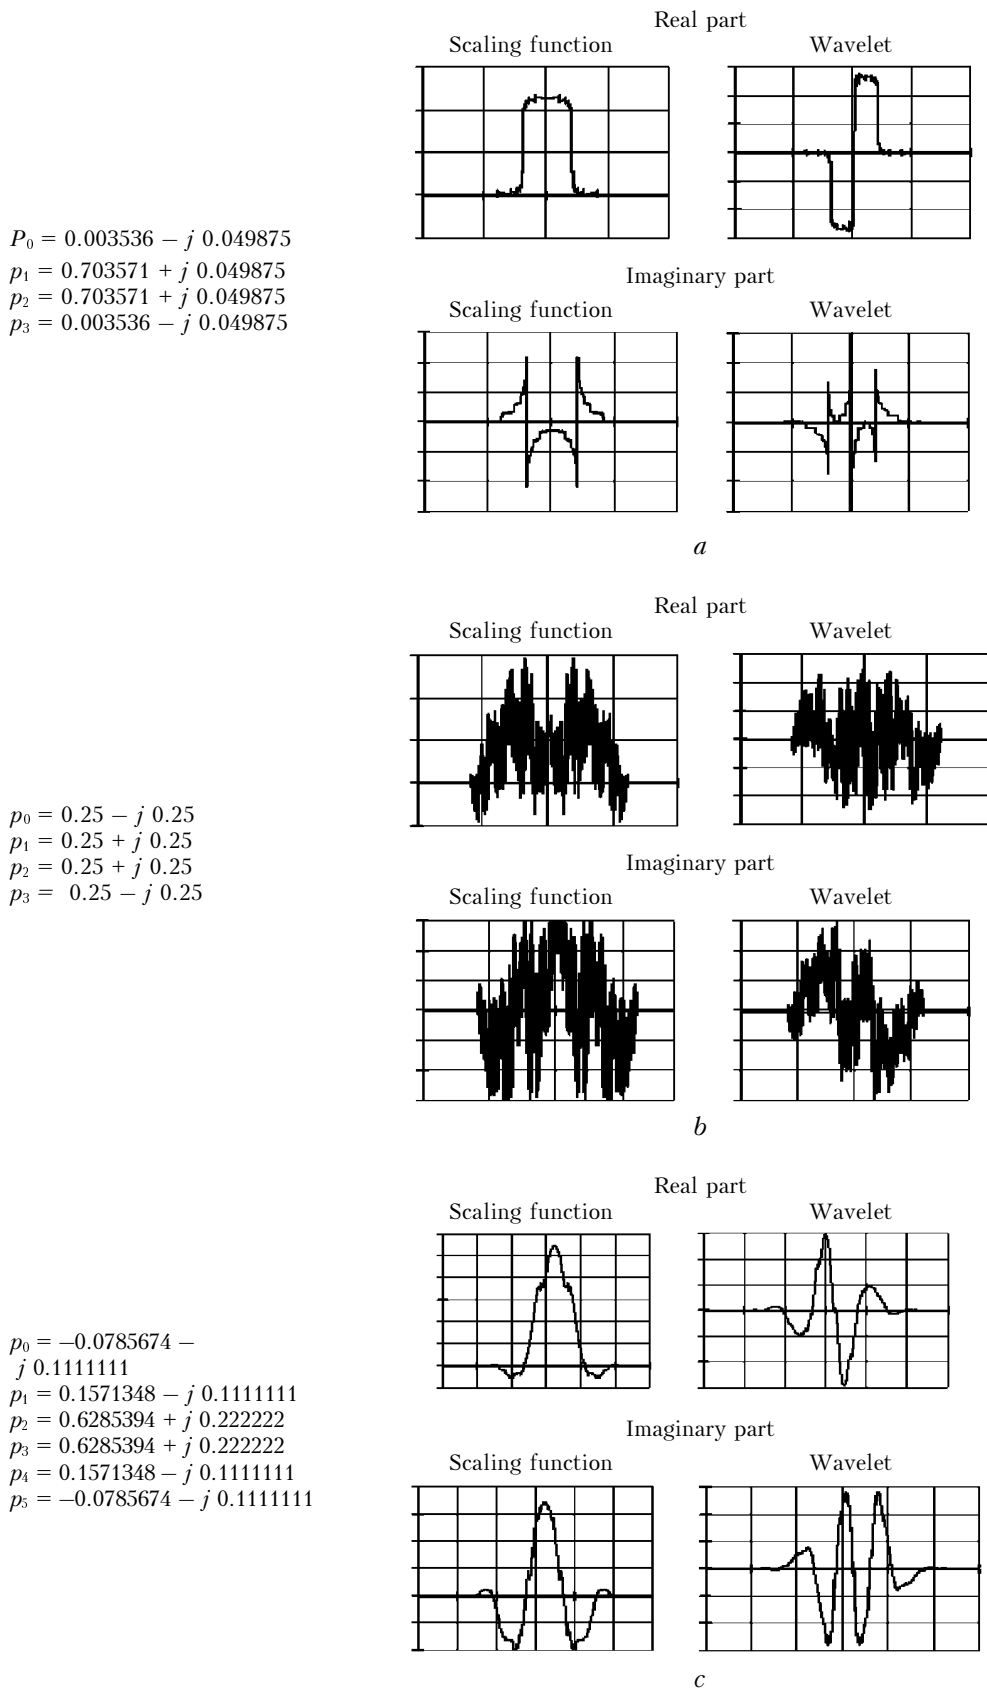 Real part
Scaling function Wavelet
P₀ = 0.003536 − j 0.049875
p₁ = 0.703571 + j 0.049875
p₂ = 0.703571 + j 0.049875
p₃ = 0.003536 − j 0.049875
Imaginary part
Scaling function Wavelet
a
Real part
Scaling function Wavelet
p₀ = 0.25 − j 0.25
p₁ = 0.25 + j 0.25
p₂ = 0.25 + j 0.25
p₃ = 0.25 − j 0.25
Imaginary part
Scaling function Wavelet
b
Real part
Scaling function Wavelet
p₀ = −0.0785674 −
j 0.1111111
p₁ = 0.1571348 − j 0.1111111
p₂ = 0.6285394 + j 0.222222
p₃ = 0.6285394 + j 0.222222
p₄ = 0.1571348 − j 0.1111111
p₅ = −0.0785674 − j 0.1111111
Imaginary part
Scaling function Wavelet
c